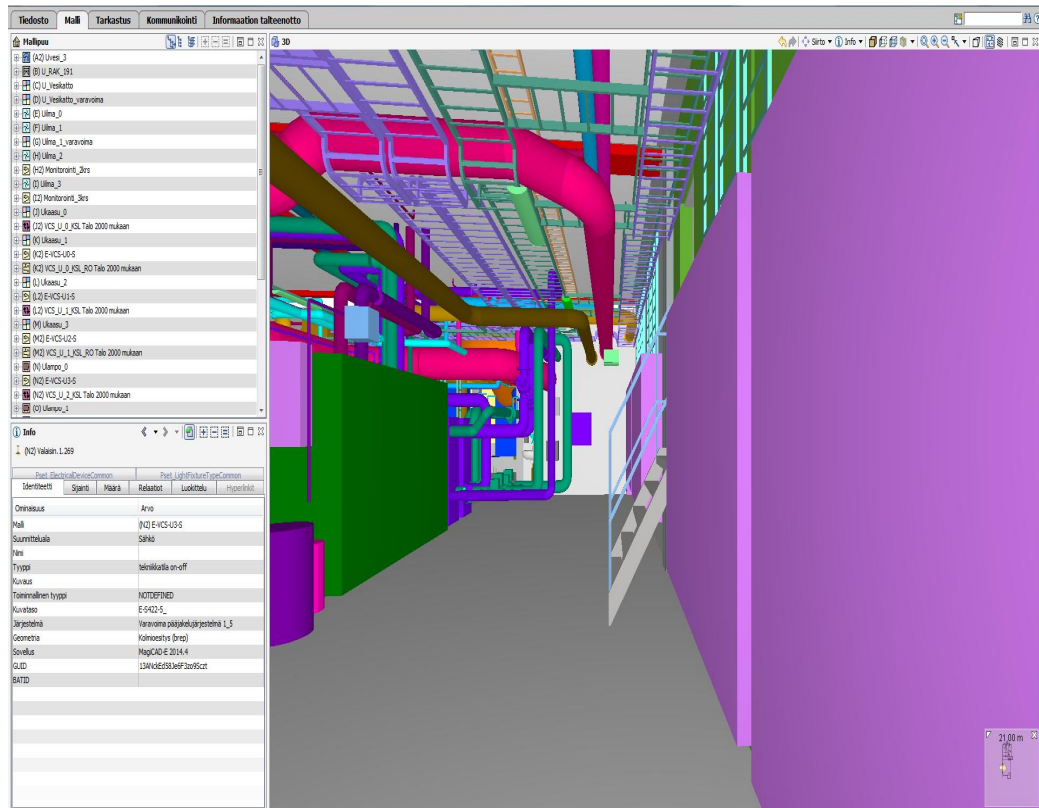 Tiedosto Malli Tarkastus Kommunikointi Informaation talteenotto
Mallipuu
(A2) Uvesi_3
(B) U_RAK_191
(C) U_Vesikatto
(D) U_Vesikatto_varavoima
(E) Uilma_0
(F) Uilma_1
(G) Uilma_1_varavoima
(H) Uilma_2
(H2) Monitorointi_2krs
(I) Uilma_3
(I2) Monitorointi_3krs
(J) Ukaasu_0
(J2) VCS_U_0_KSL Talo 2000 mukaan
(K) Ukaasu_1
(K2) E-VCS-U0-S
(K2) VCS_U_0_KSL_RO Talo 2000 mukaan
(L) Ukaasu_2
(L2) E-VCS-U1-S
(L2) VCS_U_1_KSL Talo 2000 mukaan
(M) Ukaasu_3
(M2) E-VCS-U2-S
(M2) VCS_U_1_KSL_RO Talo 2000 mukaan
(N) Ulampo_0
(N2) E-VCS-U3-S
(N2) VCS_U_2_KSL Talo 2000 mukaan
(O) Ulampo_1
Info
(N2) Valaisin.1.269
Pset_ElectricalDeviceCommon Pset_LightFixtureTypeCommon
Identiteetti Sijainti Määrä Relaatiot Luokittelu Hyperlinkit
Ominaisuus Arvo
Malli (N2) E-VCS-U3-S
Suunnitteluala Sähkö
Nimi
Tyyppi tekniikkatila on-off
Kuvaus
Toiminnallinen tyyppi NOTDEFINED
Kuvataso E-S422-5_
Järjestelmä Varavoima pääjakelujärjestelmä 1_5
Geometria Kolmioesitys (brep)
Sovellus MagiCAD-E 2014.4
GUID
BATID
3D
Siirto Info
21,00 m